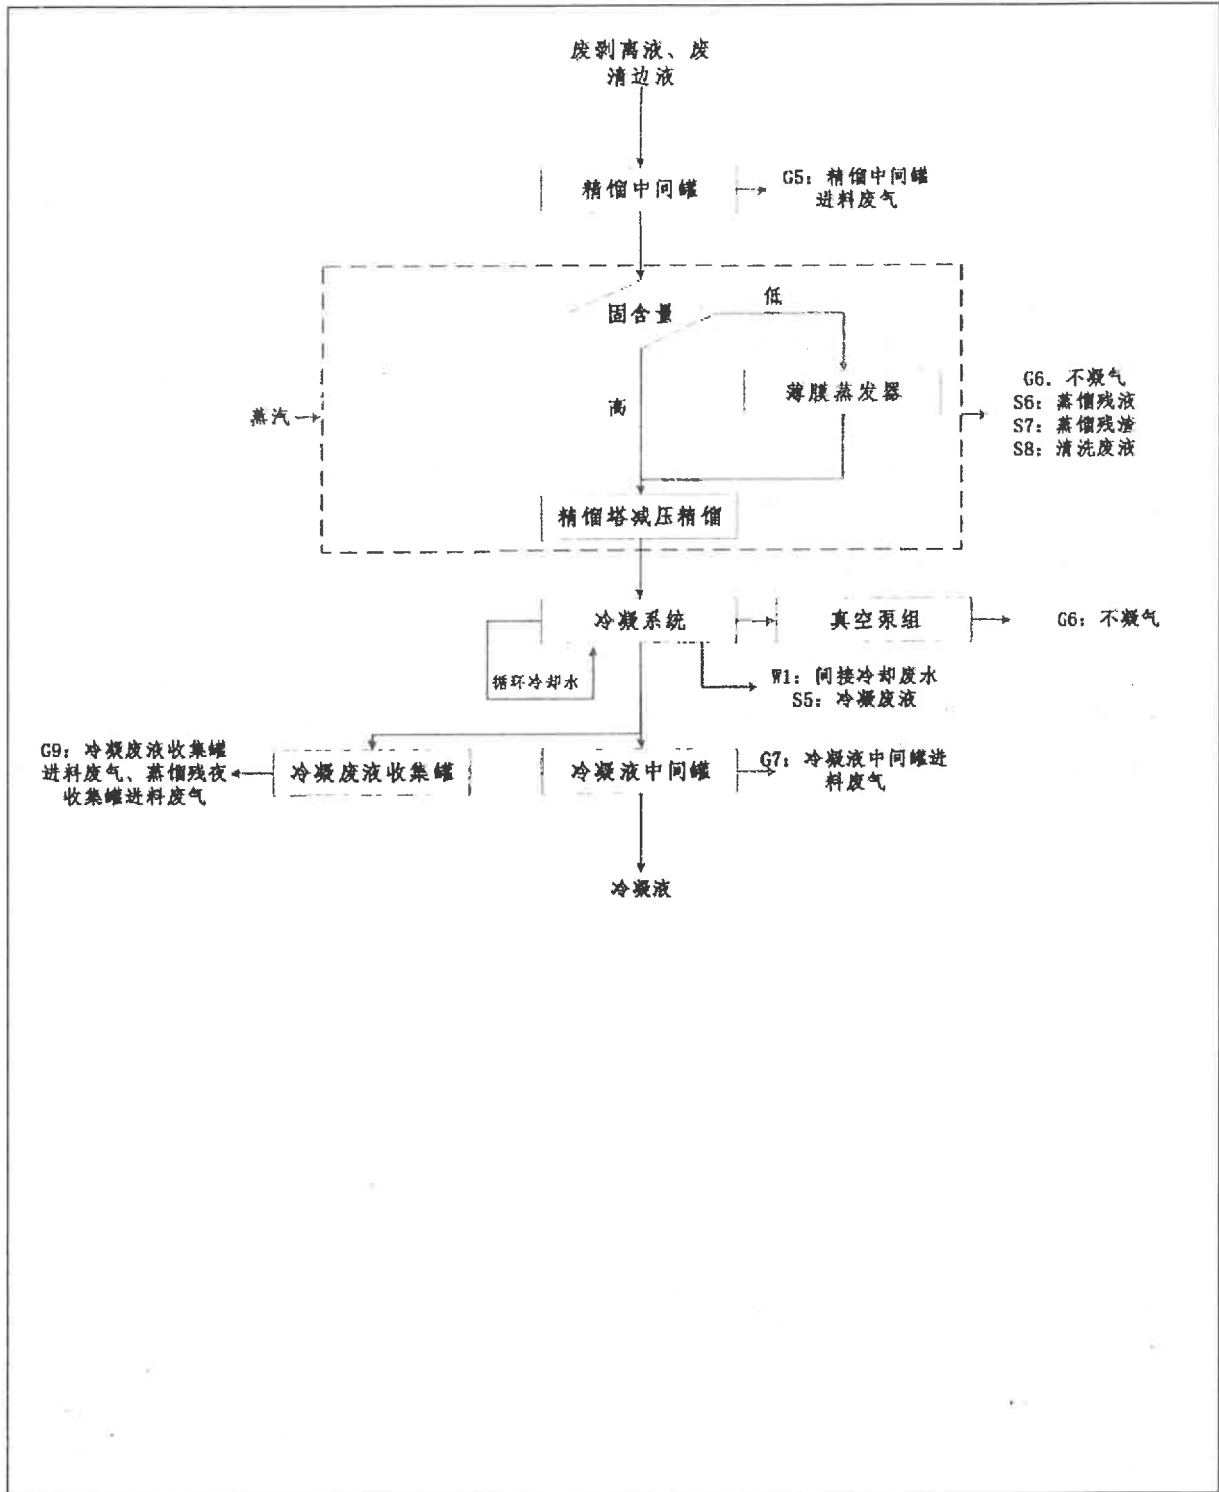 废剥离液、废
清边液
精馏中间罐
G5：精馏中间罐
进料废气
固含量
低
高
薄膜蒸发器
蒸汽
G6. 不凝气
S6：蒸馏残液
S7：蒸馏残渣
S8：清洗废液
精馏塔减压精馏
冷凝系统
真空泵组
G6：不凝气
循环冷却水
W1：间接冷却废水
S5：冷凝废液
G9：冷凝废液收集罐
进料废气、蒸馏残夜
收集罐进料废气
冷凝废液收集罐
冷凝液中间罐
G7：冷凝液中间罐进
料废气
冷凝液